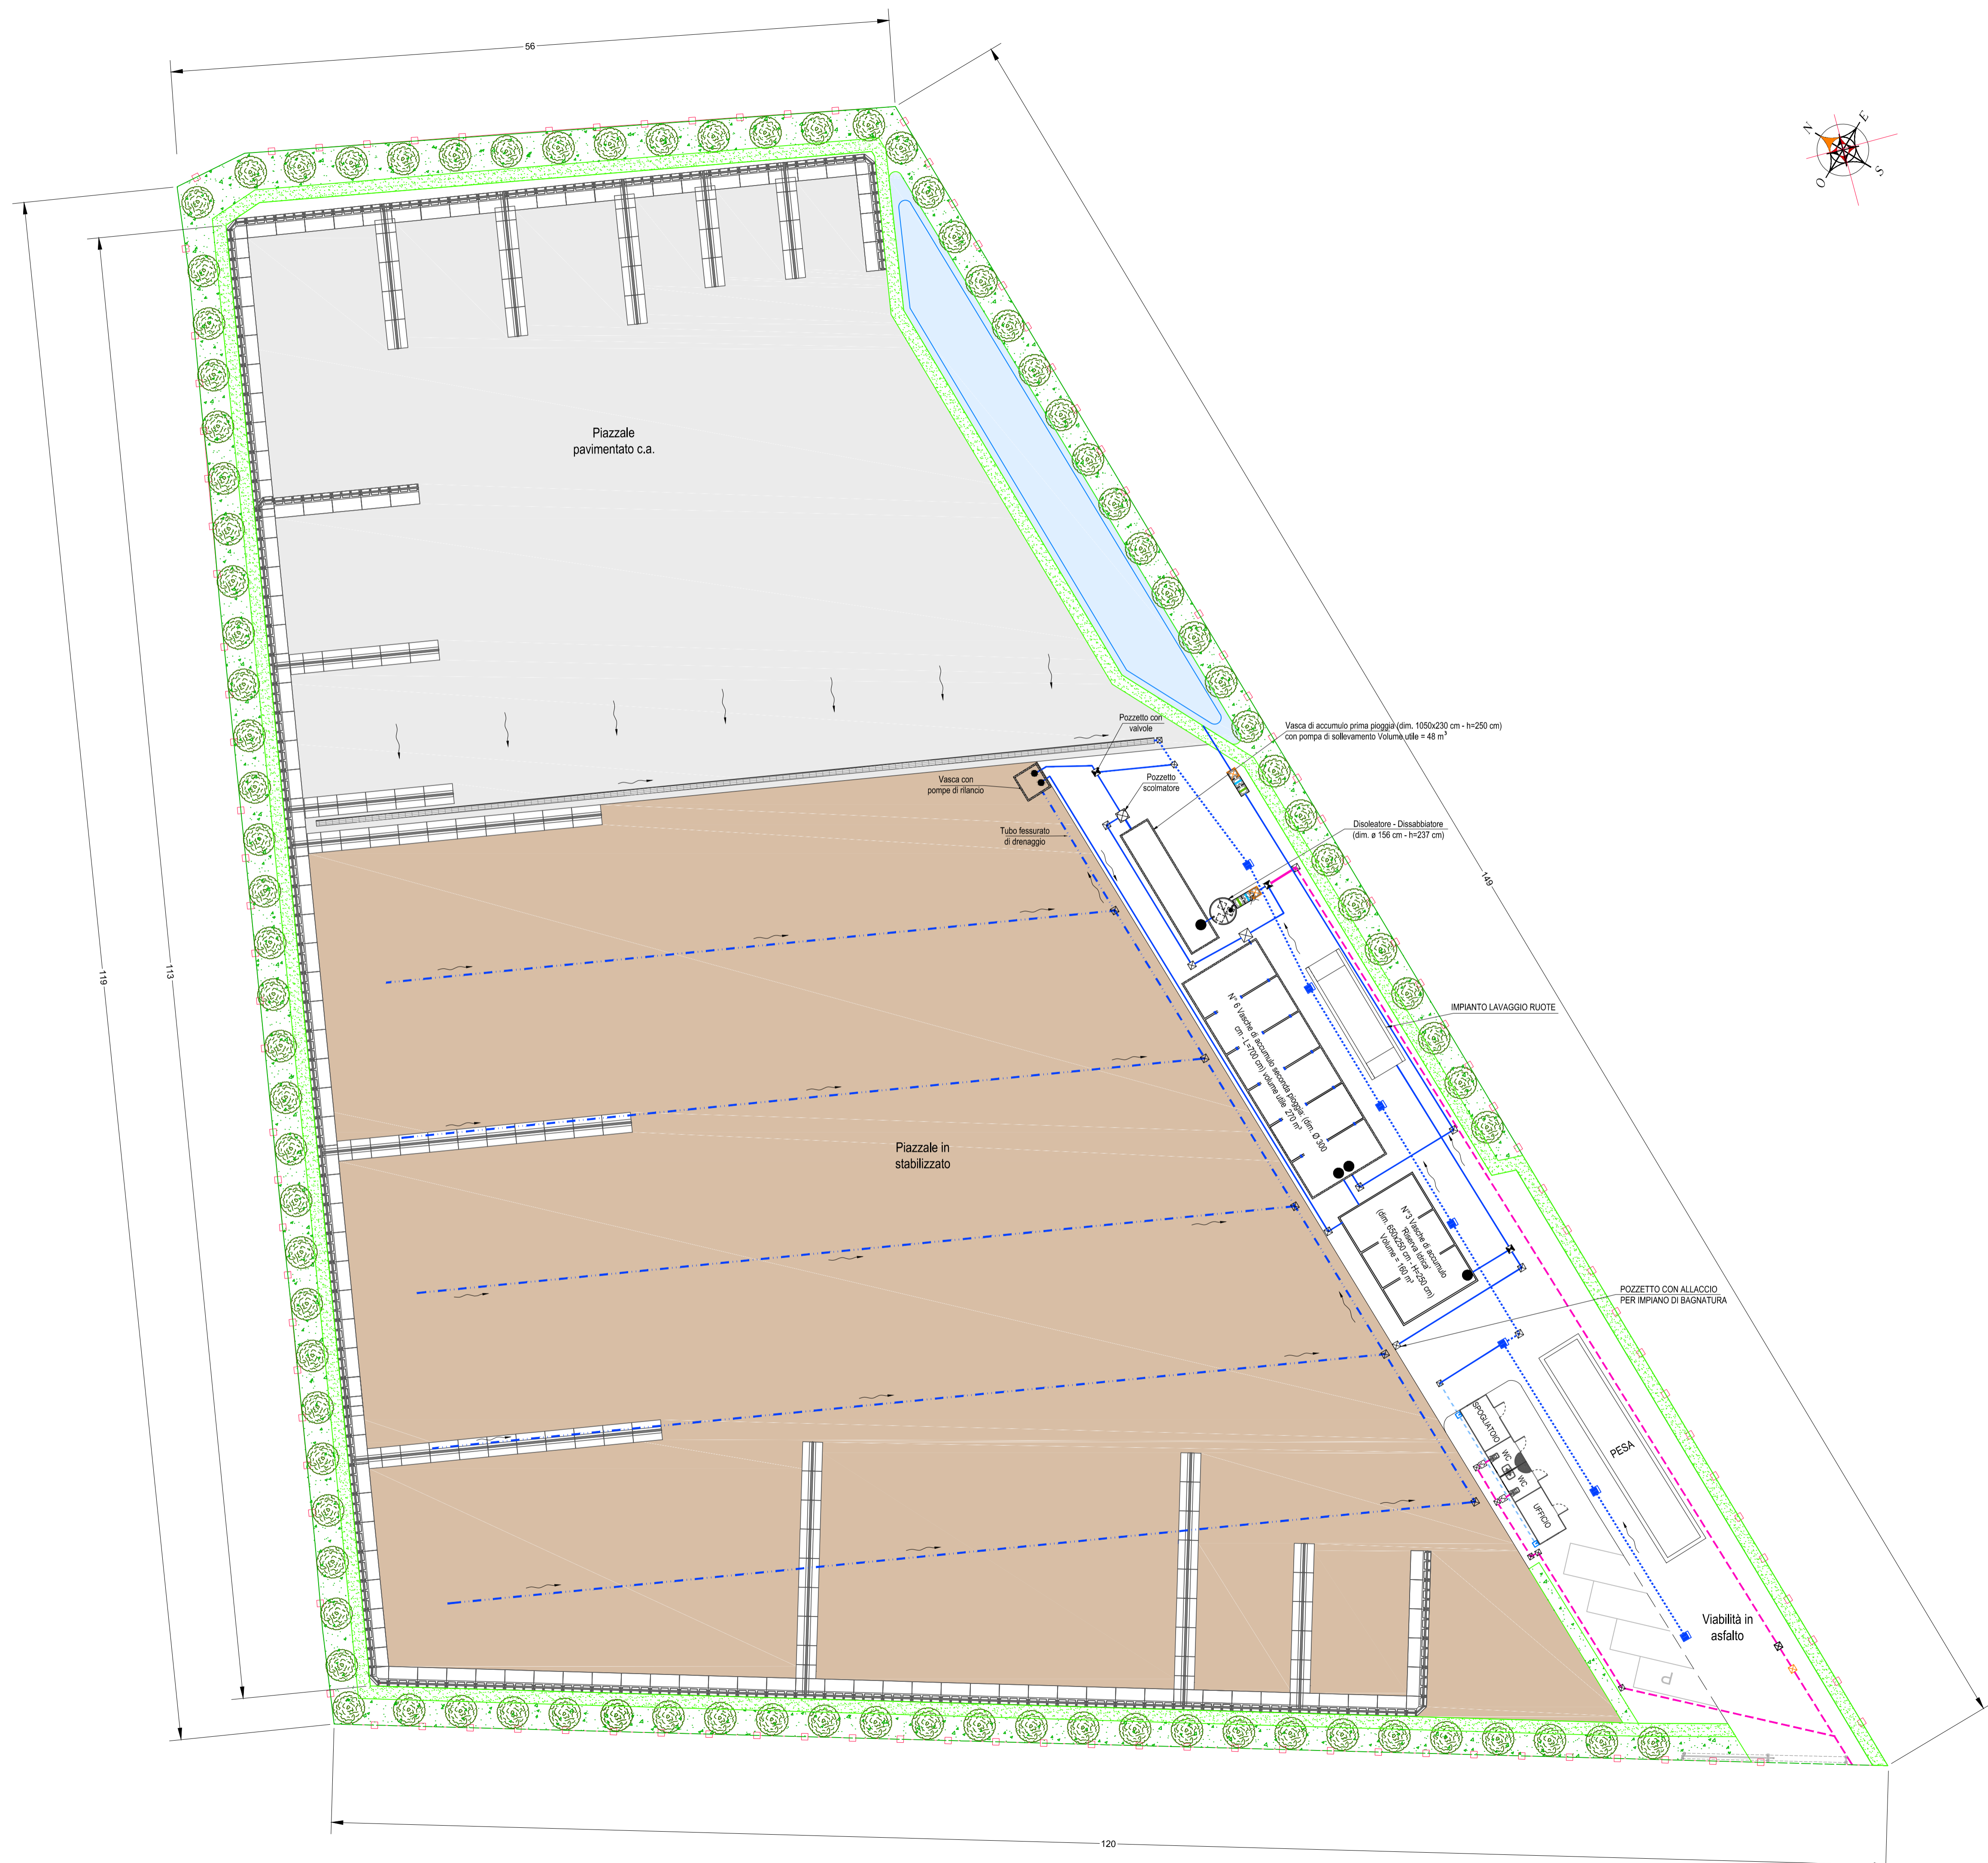 56
N
E
O
S
Piazzale
pavimentato c.a.
Pozzetto con
valvole
Vasca di accumulo prima pioggia (dim. 1050x230 cm - h=250 cm)
con pompa di sollevamento Volume utile = 48 m³
Vasca con
pompe di rilancio
Pozzetto
scolmatore
Tubo fessurato
di drenaggio
Disoleatore - Dissabbiatore
(dim. ø 156 cm - h=237 cm)
149
119
113
IMPIANTO LAVAGGIO RUOTE
N° 6 Vasche di accumulo seconda pioggia: (dim. Ø 300
cm - L=700 cm) volume utile 270 m³
Piazzale in
stabilizzato
N°3 Vasche di accumulo
'Riserva Idrica'
(dim. 650x250 cm - H=250 cm)
Volume = 160 m³
POZZETTO CON ALLACCIO
PER IMPIANO DI BAGNATURA
SPOGLIATOIO
WC
WC
UFFICIO
PESA
Viabilità in
asfalto
P
120